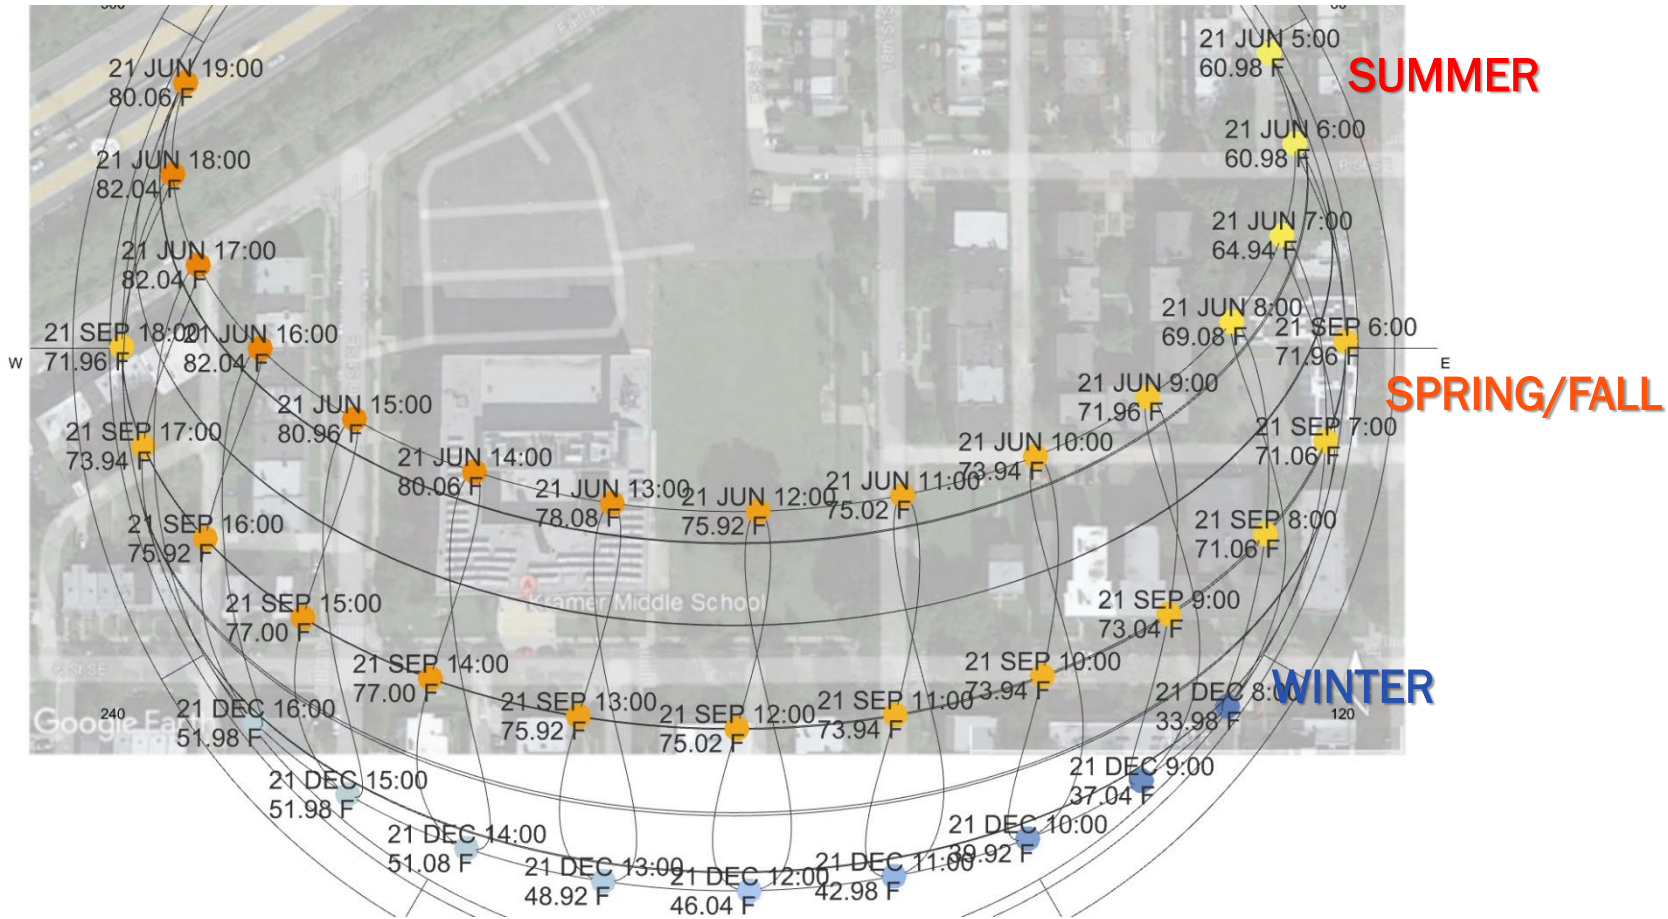 21 JUN 5:00
60.98 F
SUMMER
21 JUN 19:00
80.06 F
21 JUN 6:00
60.98 F
21 JUN 18:00
82.04 F
21 JUN 7:00
64.94 F
21 JUN 17:00
82.04 F
21 JUN 8:00
69.08 F
21 SEP 18:00
71.96 F
21 JUN 16:00
82.04 F
21 SEP 6:00
71.96 F
W
E
21 JUN 9:00
71.96 F
SPRING/FALL
21 JUN 15:00
80.96 F
21 SEP 17:00
73.94 F
21 SEP 7:00
71.06 F
21 JUN 10:00
73.94 F
21 JUN 14:00
80.06 F
21 JUN 13:00
78.08 F
21 JUN 12:00
75.92 F
21 JUN 11:00
75.02 F
21 SEP 16:00
75.92 F
21 SEP 8:00
71.06 F
A
Kramer Middle School
21 SEP 15:00
77.00 F
21 SEP 9:00
73.04 F
21 SEP 14:00
77.00 F
21 SEP 10:00
73.94 F
21 SEP 13:00
75.92 F
21 SEP 12:00
75.02 F
21 SEP 11:00
73.94 F
WINTER
21 DEC 8:00
33.98 F
120
240
Google Earth
21 DEC 16:00
51.98 F
21 DEC 9:00
37.04 F
21 DEC 15:00
51.98 F
21 DEC 10:00
39.92 F
21 DEC 14:00
51.08 F
21 DEC 13:00
48.92 F
21 DEC 12:00
46.04 F
21 DEC 11:00
42.98 F